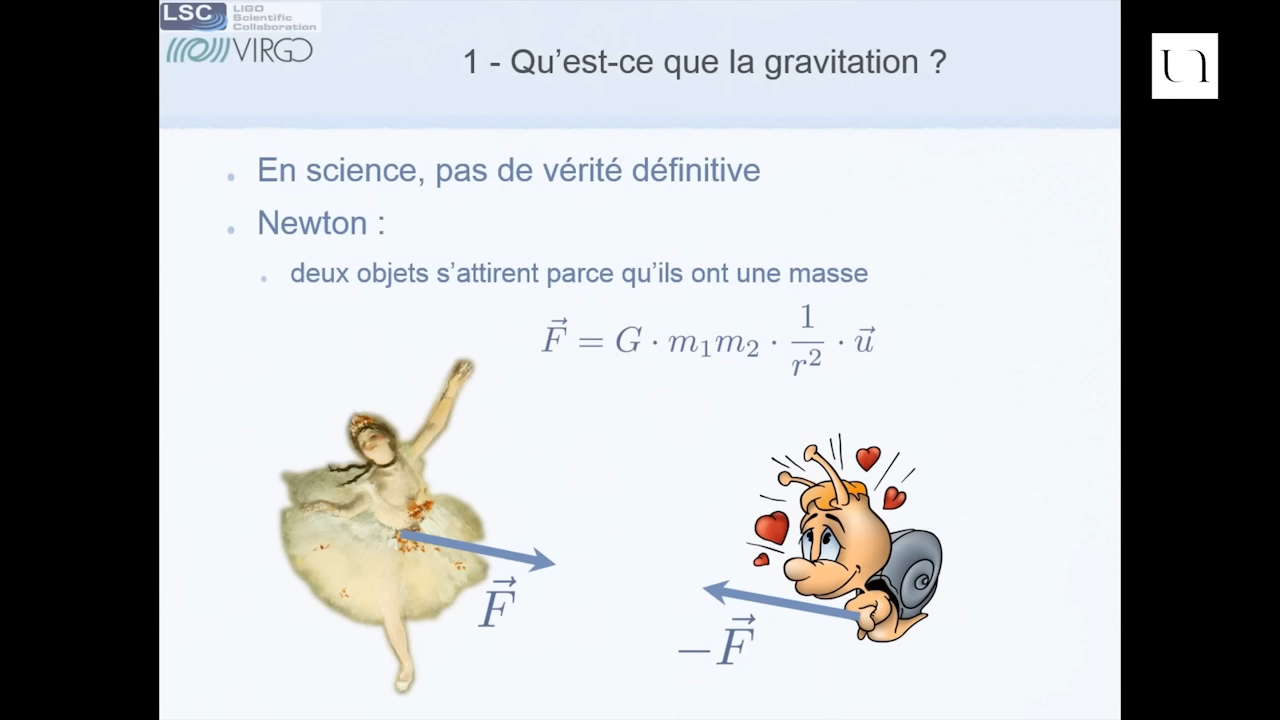 LSC LIGO
Scientific
Collaboration
VIRGO
1 - Qu'est-ce que la gravitation ?
En science, pas de vérité définitive
Newton :
deux objets s'attirent parce qu'ils ont une masse
$\vec{F} = G \cdot m_1 m_2 \cdot \frac{1}{r^2} \cdot \vec{u}$
$\vec{F}$
$-\vec{F}$